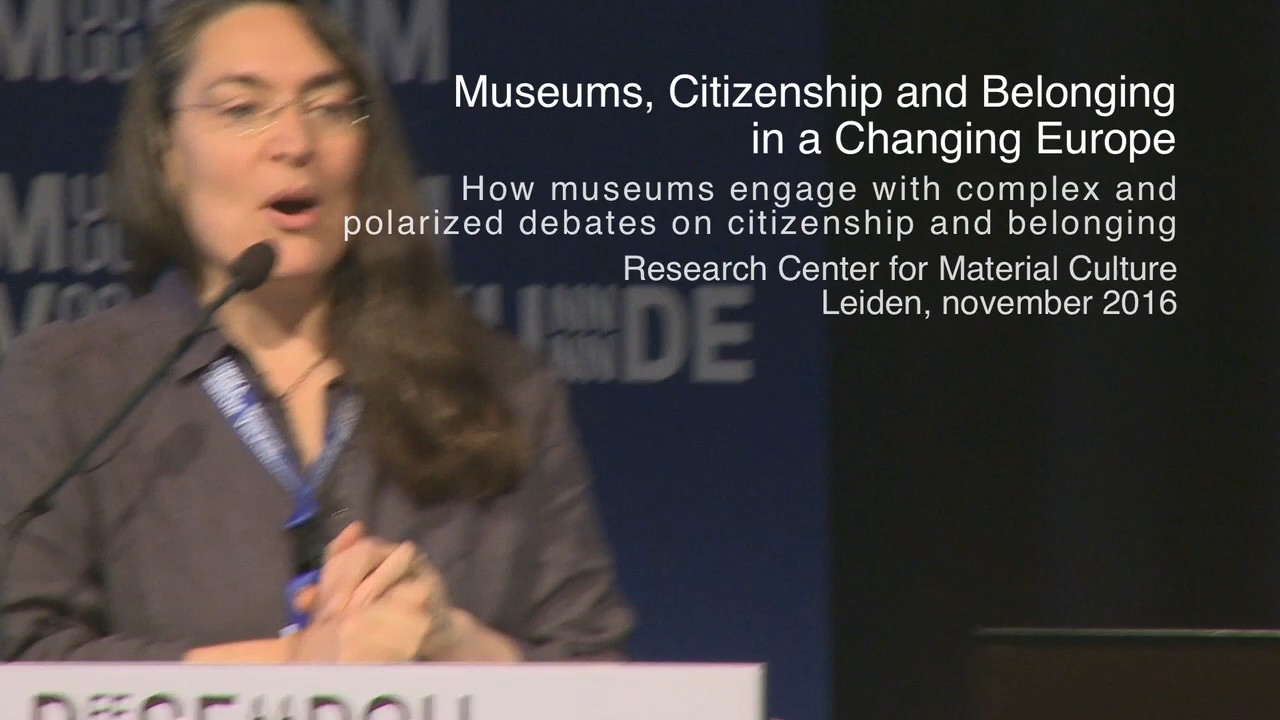 Museums, Citizenship and Belonging
in a Changing Europe
How museums engage with complex and
polarized debates on citizenship and belonging
Research Center for Material Culture
Leiden, november 2016